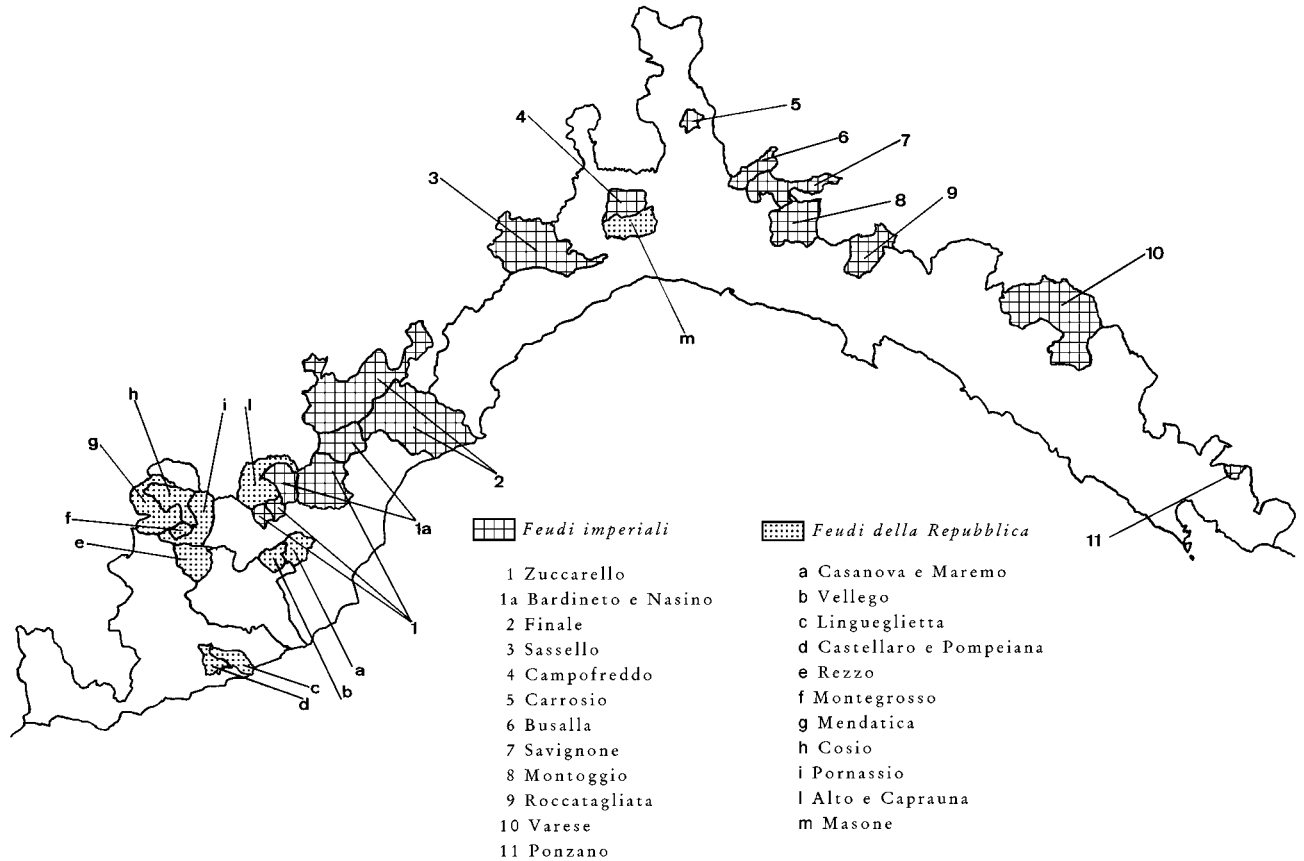 5
4
6
7
3
8
9
10
m
h
i
l
g
2
f
1a
e
11
1
a
c
b
d
Feudi imperiali
1 Zuccarello
1a Bardineto e Nasino
2 Finale
3 Sassello
4 Campofreddo
5 Carrosio
6 Busalla
7 Savignone
8 Montoggio
9 Roccatagliata
10 Varese
11 Ponzano
Feudi della Repubblica
a Casanova e Maremo
b Vellego
c Lingueglietta
d Castellaro e Pompeiana
e Rezzo
f Montegrosso
g Mendatica
h Cosio
i Pornassio
l Alto e Caprauna
m Masone